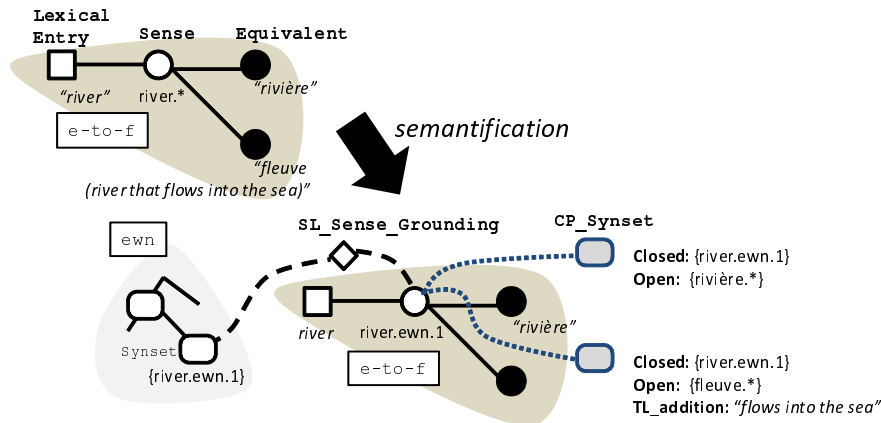 Lexical
Entry
Sense
Equivalent
“river”
river.*
“rivière”
e-to-f
“fleuve
(river that flows into the sea)”
semantification
ewn
SL_Sense_Grounding
CP_Synset
Closed: {river.ewn.1}
Open: {rivière.*}
river
river.ewn.1
“rivière”
Synset
{river.ewn.1}
e-to-f
Closed: {river.ewn.1}
Open: {fleuve.*}
TL_addition: “flows into the sea”